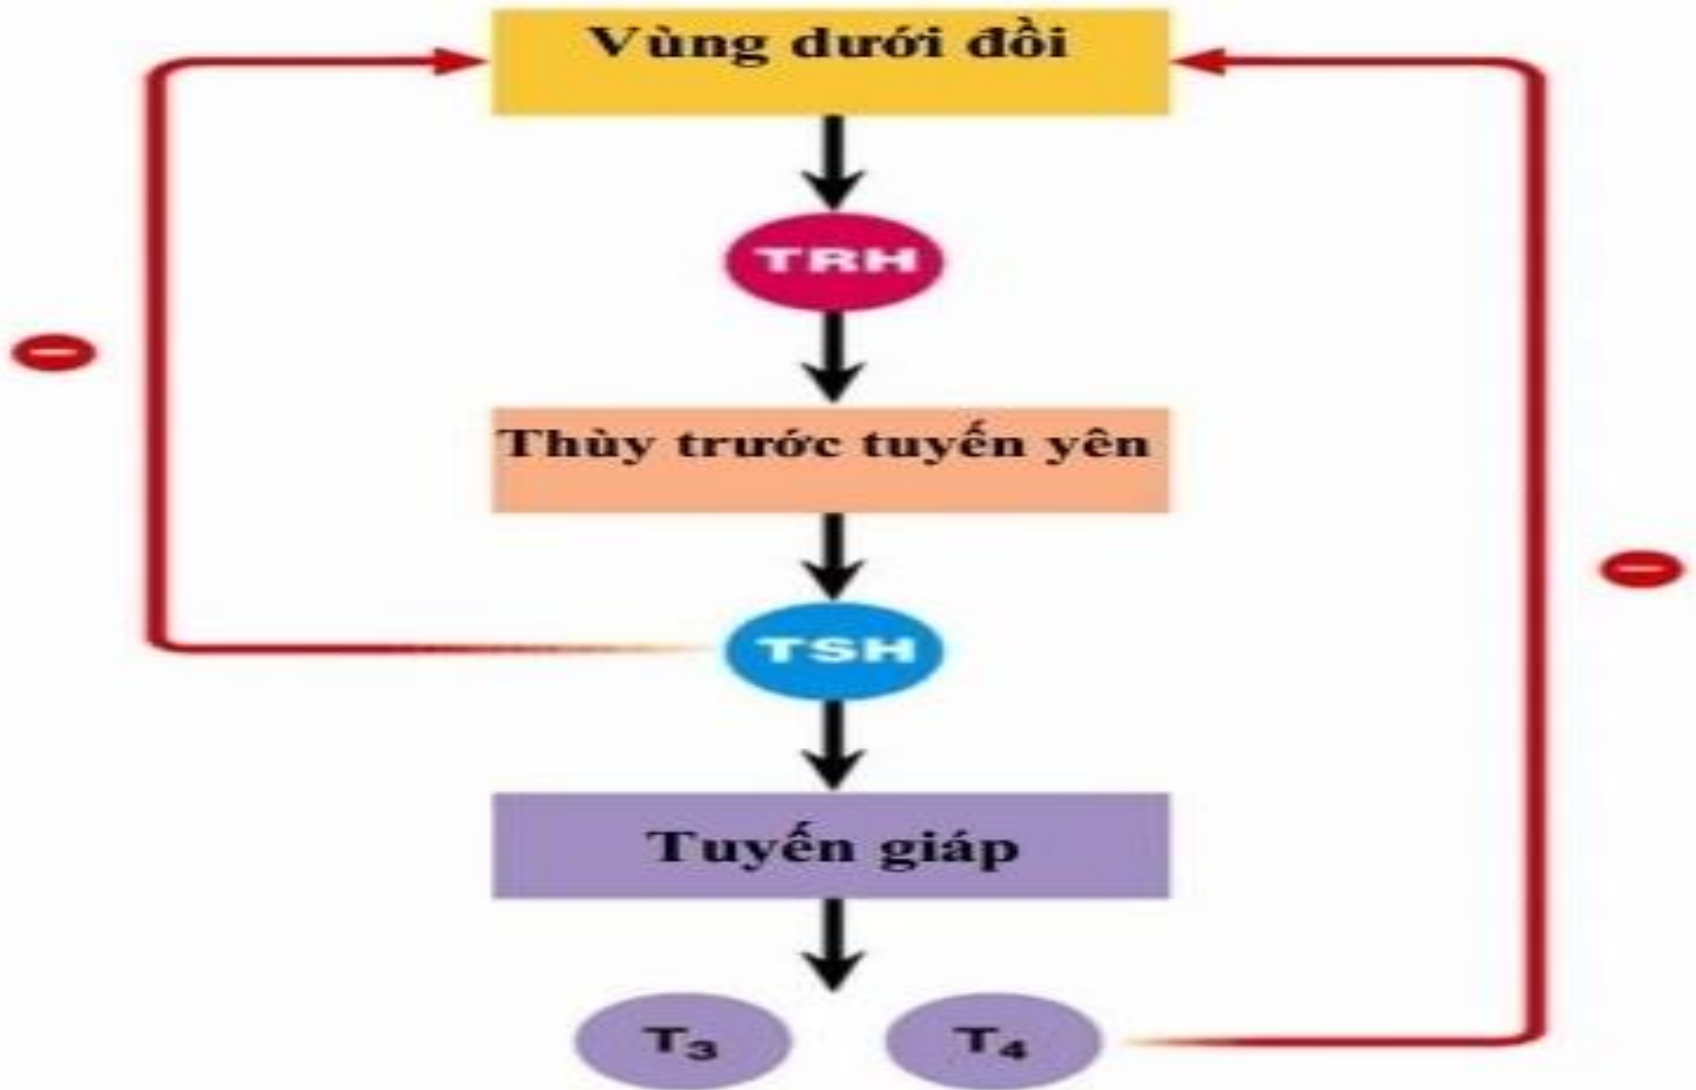 Vùng dưới đồi
TRH
Thùy trước tuyến yên
TSH
Tuyến giáp
T₃ T₄